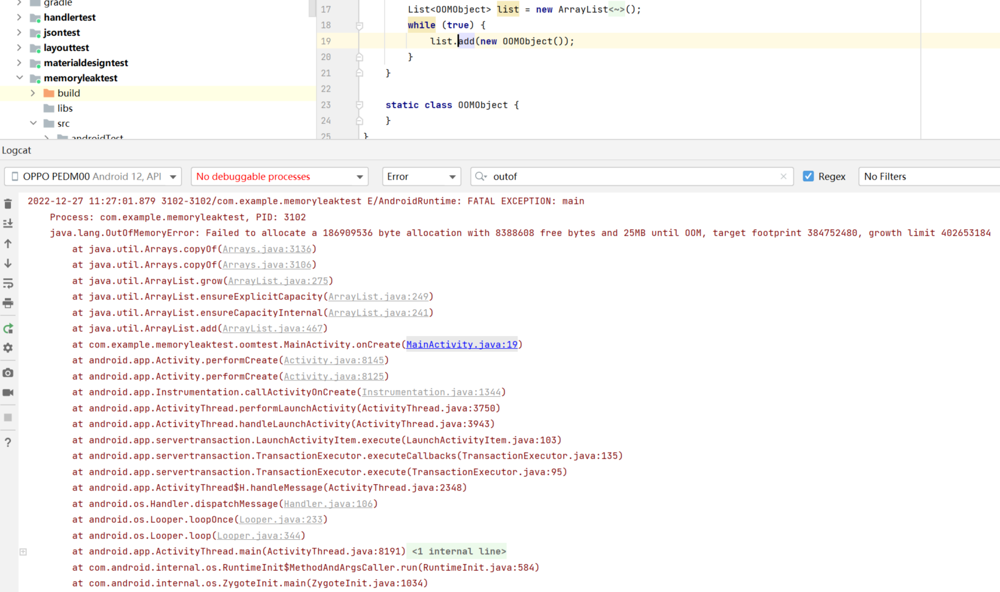 gradle
handlertest
jsontest
layouttest
materialdesigntest
memoryleaktest
build
libs
src
androidTest
17 List<OOMObject> list = new ArrayList<~>();
18 while (true) {
19 list.add(new OOMObject());
20 }
21 }
22
23 static class OOMObject {
24 }
25 }
Logcat
OPPO PEDM00 Android 12, API No debuggable processes Error outof Regex No Filters
2022-12-27 11:27:01.879 3102-3102/com.example.memoryleaktest E/AndroidRuntime: FATAL EXCEPTION: main
Process: com.example.memoryleaktest, PID: 3102
java.lang.OutOfMemoryError: Failed to allocate a 186909536 byte allocation with 8388608 free bytes and 25MB until OOM, target footprint 384752480, growth limit 402653184
at java.util.Arrays.copyOf(Arrays.java:3136)
at java.util.Arrays.copyOf(Arrays.java:3106)
at java.util.ArrayList.grow(ArrayList.java:275)
at java.util.ArrayList.ensureExplicitCapacity(ArrayList.java:249)
at java.util.ArrayList.ensureCapacityInternal(ArrayList.java:241)
at java.util.ArrayList.add(ArrayList.java:467)
at com.example.memoryleaktest.oomtest.MainActivity.onCreate(MainActivity.java:19)
at android.app.Activity.performCreate(Activity.java:8145)
at android.app.Activity.performCreate(Activity.java:8125)
at android.app.Instrumentation.callActivityOnCreate(Instrumentation.java:1344)
at android.app.ActivityThread.performLaunchActivity(ActivityThread.java:3750)
at android.app.ActivityThread.handleLaunchActivity(ActivityThread.java:3943)
at android.app.servertransaction.LaunchActivityItem.execute(LaunchActivityItem.java:103)
at android.app.servertransaction.TransactionExecutor.executeCallbacks(TransactionExecutor.java:135)
at android.app.servertransaction.TransactionExecutor.execute(TransactionExecutor.java:95)
at android.app.ActivityThread$H.handleMessage(ActivityThread.java:2348)
at android.os.Handler.dispatchMessage(Handler.java:106)
at android.os.Looper.loopOnce(Looper.java:233)
at android.os.Looper.loop(Looper.java:344)
at android.app.ActivityThread.main(ActivityThread.java:8191) <1 internal line>
at com.android.internal.os.RuntimeInit$MethodAndArgsCaller.run(RuntimeInit.java:584)
at com.android.internal.os.ZygoteInit.main(ZygoteInit.java:1034)